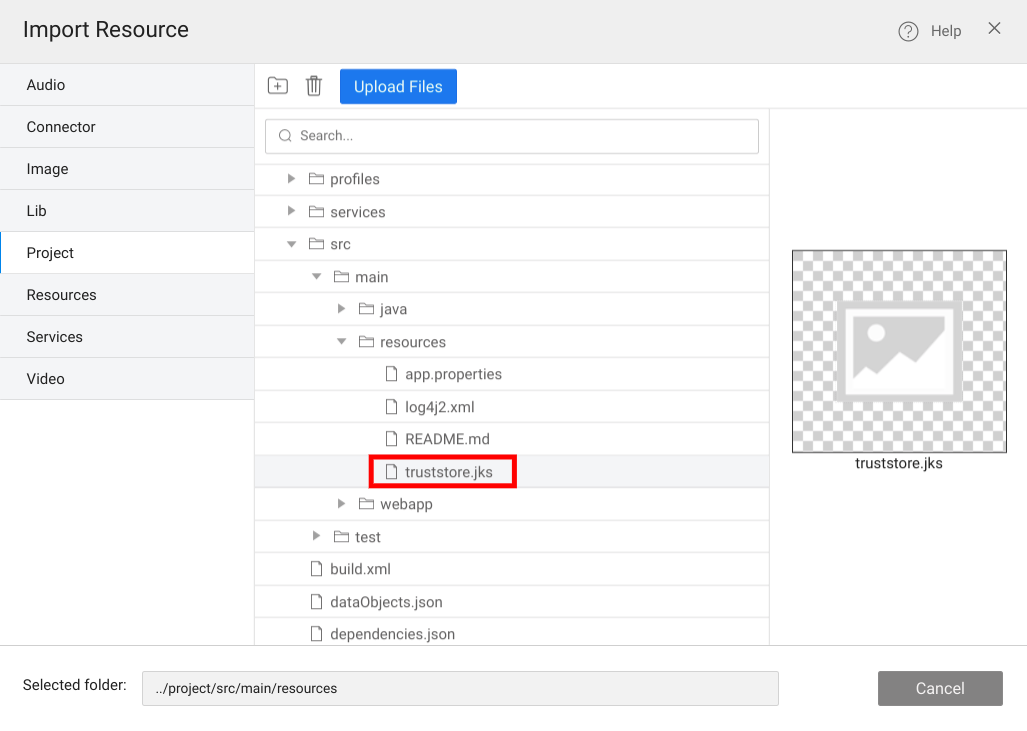 Import Resource
Help
Audio
Connector
Image
Lib
Project
Resources
Services
Video
Upload Files
Search...
profiles
services
src
main
java
resources
app.properties
log4j2.xml
README.md
truststore.jks
webapp
test
build.xml
dataObjects.json
dependencies.json
truststore.jks
Selected folder:
../project/src/main/resources
Cancel